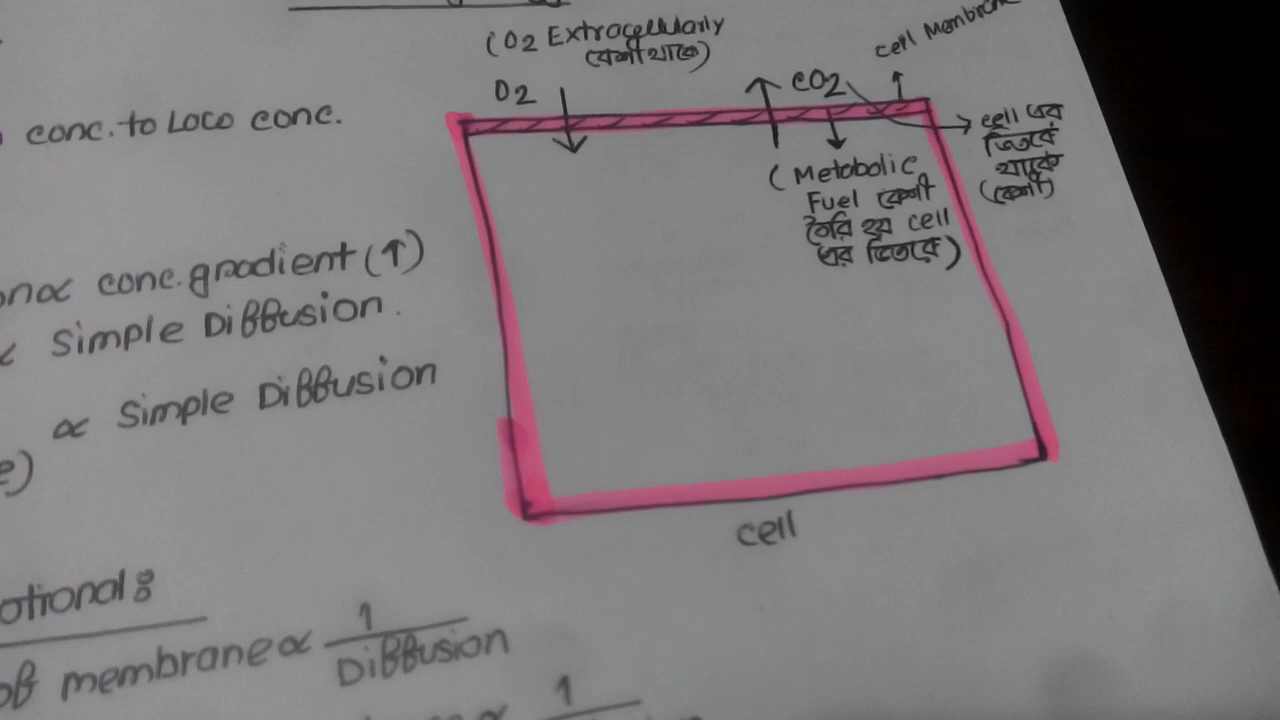 (O2 Extracellularly
(বেশী থাকে)
cell Membrane
O2
CO2
conc. to Loco conc.
cell এর
ভিতরে
থাকে
(বেশী)
(Metabolic
Fuel বেশী
তৈরি হয় cell
এর ভিতরে)
∝ conc. gradient (↑)
∝ Simple Diffusion.
∝ Simple Diffusion
e)
cell
otional:
of membrane ∝ 1/Diffusion
∝ 1